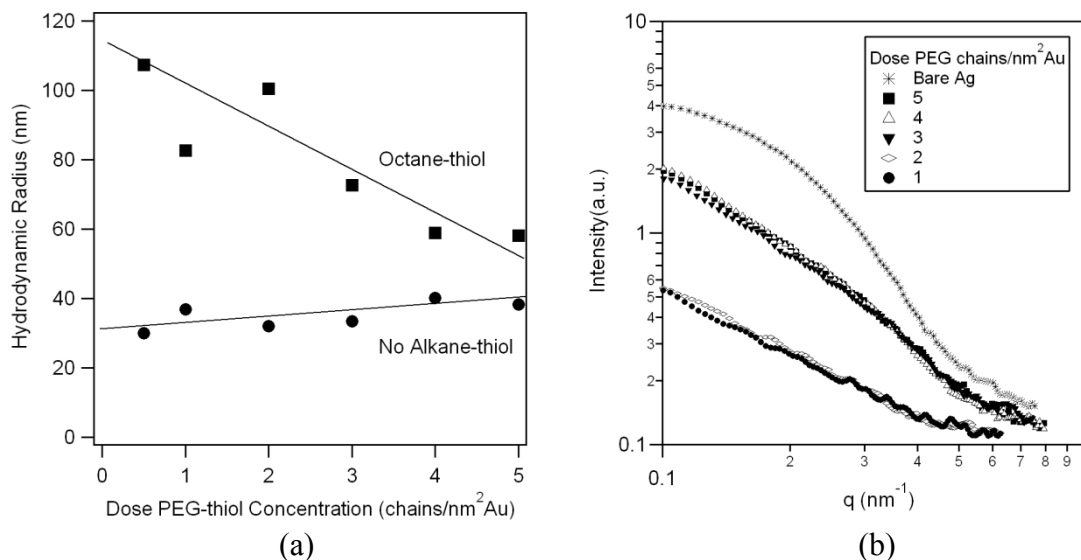 120
100
80
60
40
20
0
Hydrodynamic Radius (nm)
Octane-thiol
No Alkane-thiol
0 1 2 3 4 5
Dose PEG-thiol Concentration (chains/nm²Au)
(a)
10
8
6
5
4
3
2
1
8
6
5
4
3
2
0.1
Intensity(a.u.)
Dose PEG chains/nm²Au
Bare Ag
5
4
3
2
1
0.1 2 3 4 5 6 7 8 9
q (nm⁻¹)
(b)